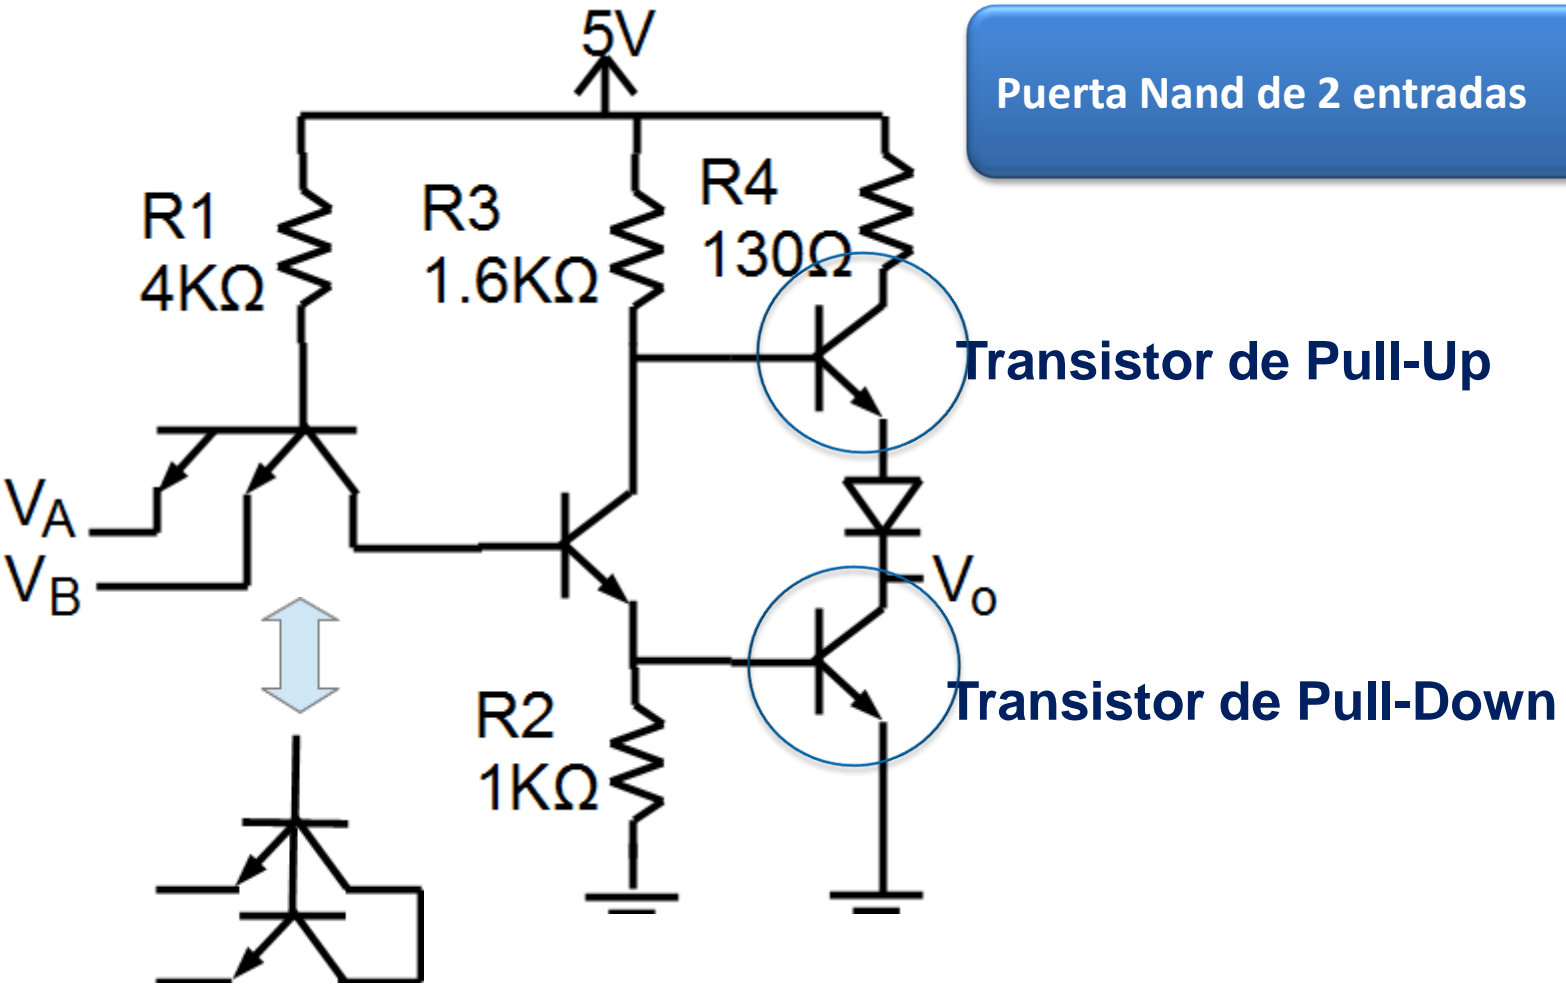 5V
Puerta Nand de 2 entradas
R1
4KΩ
R3
1.6KΩ
R4
130Ω
Transistor de Pull-Up
VA
VB
Vo
R2
1KΩ
Transistor de Pull-Down